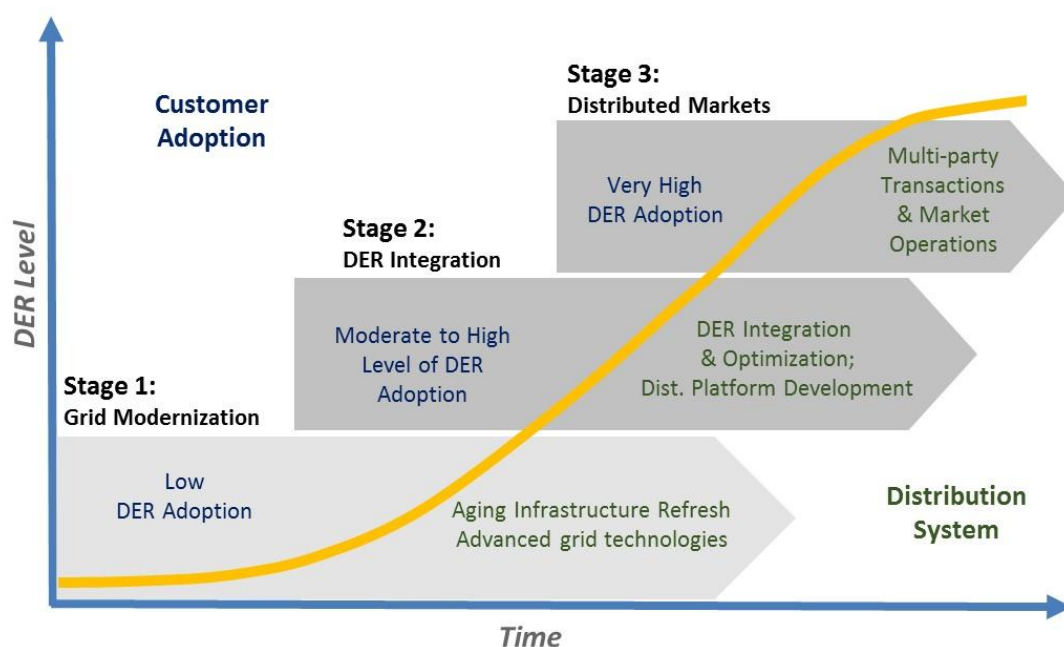 Customer
Adoption
Stage 3:
Distributed Markets
Very High
DER Adoption
Multi-party
Transactions
& Market
Operations
Stage 2:
DER Integration
Moderate to High
Level of DER
Adoption
DER Integration
& Optimization;
Dist. Platform Development
Stage 1:
Grid Modernization
Low
DER Adoption
Aging Infrastructure Refresh
Advanced grid technologies
Distribution
System
DER Level
Time